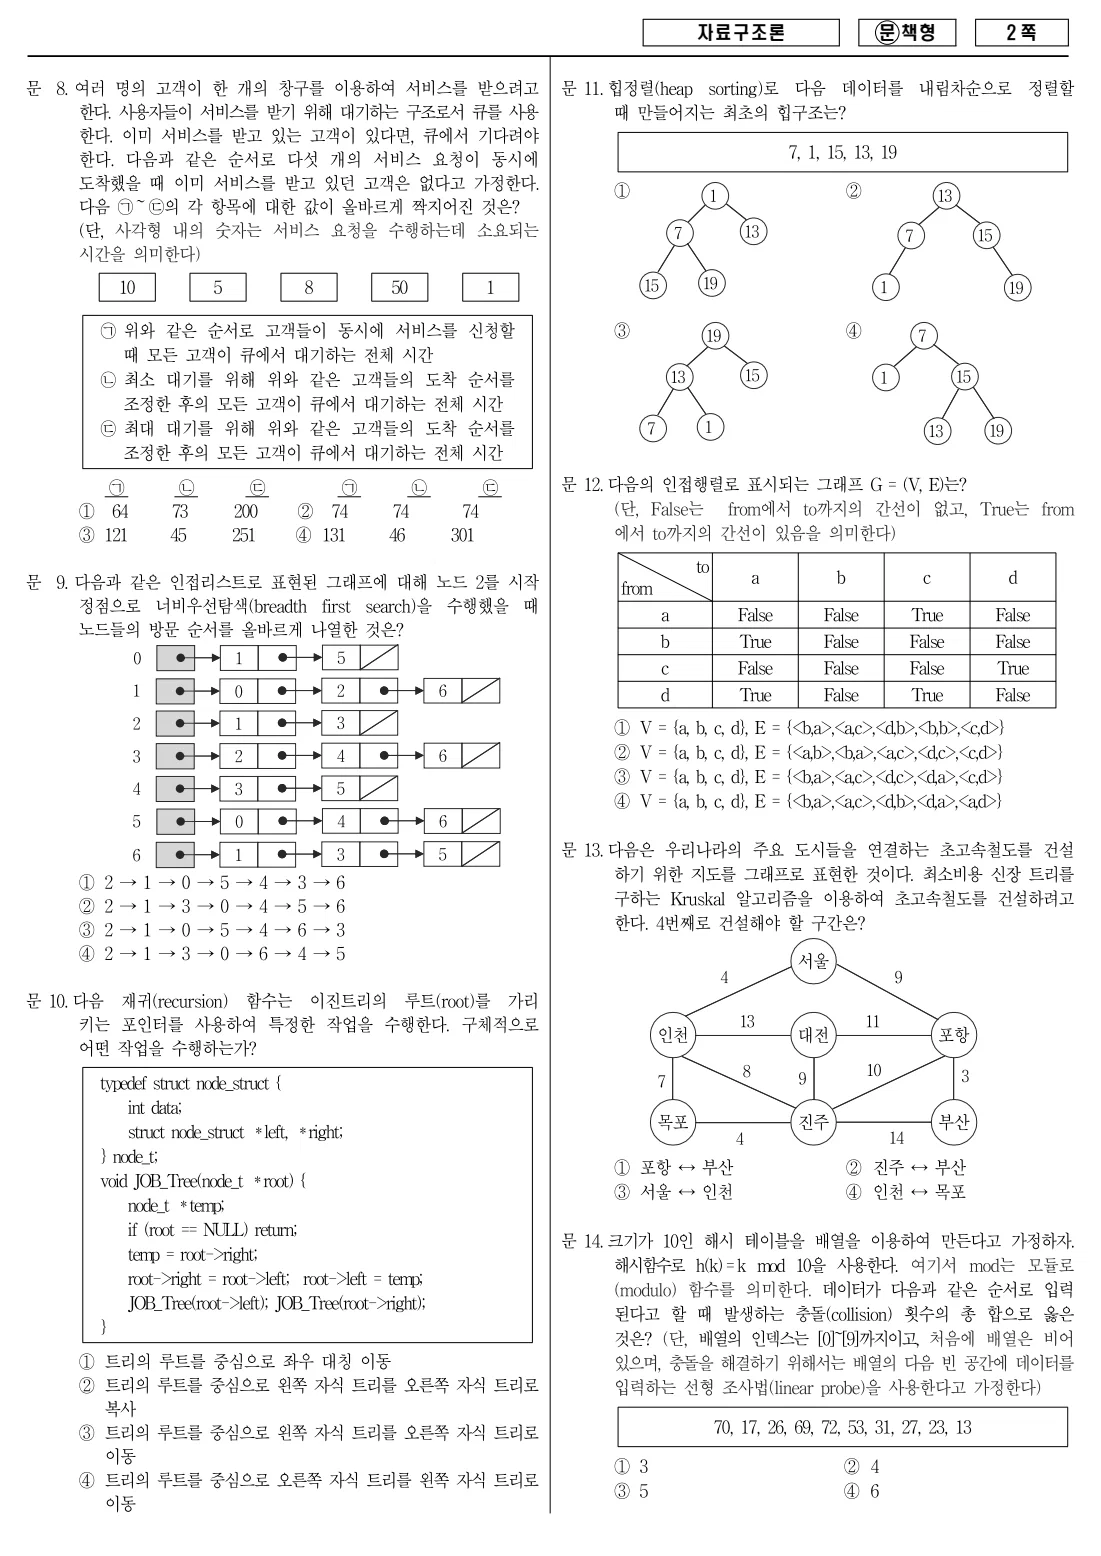 자료구조론
문책형
2 쪽
문 8. 여러 명의 고객이 한 개의 창구를 이용하여 서비스를 받으려고
한다. 사용자들이 서비스를 받기 위해 대기하는 구조로서 큐를 사용
한다. 이미 서비스를 받고 있는 고객이 있다면, 큐에서 기다려야
한다. 다음과 같은 순서로 다섯 개의 서비스 요청이 동시에
도착했을 때 이미 서비스를 받고 있던 고객은 없다고 가정한다.
다음 ㉠~㉢의 각 항목에 대한 값이 올바르게 짝지어진 것은?
(단, 사각형 내의 숫자는 서비스 요청을 수행하는데 소요되는
시간을 의미한다)
10 5 8 50 1
㉠ 위와 같은 순서로 고객들이 동시에 서비스를 신청할
때 모든 고객이 큐에서 대기하는 전체 시간
㉡ 최소 대기를 위해 위와 같은 고객들의 도착 순서를
조정한 후의 모든 고객이 큐에서 대기하는 전체 시간
㉢ 최대 대기를 위해 위와 같은 고객들의 도착 순서를
조정한 후의 모든 고객이 큐에서 대기하는 전체 시간
㉠ ㉡ ㉢ ㉠ ㉡ ㉢
① 64 73 200 ② 74 74 74
③ 121 45 251 ④ 131 46 301
문 9. 다음과 같은 인접리스트로 표현된 그래프에 대해 노드 2를 시작
정점으로 너비우선탐색(breadth first search)을 수행했을 때
노드들의 방문 순서를 올바르게 나열한 것은?
0 1 5
1 0 2 6
2 1 3
3 2 4 6
4 3 5
5 0 4 6
6 1 3 5
① 2 → 1 → 0 → 5 → 4 → 3 → 6
② 2 → 1 → 3 → 0 → 4 → 5 → 6
③ 2 → 1 → 0 → 5 → 4 → 6 → 3
④ 2 → 1 → 3 → 0 → 6 → 4 → 5
문 10. 다음 재귀(recursion) 함수는 이진트리의 루트(root)를 가리
키는 포인터를 사용하여 특정한 작업을 수행한다. 구체적으로
어떤 작업을 수행하는가?
typedef struct node_struct {
int data;
struct node_struct *left, *right;
} node_t;
void JOB_Tree(node_t *root) {
node_t *temp;
if (root == NULL) return;
temp = root->right;
root->right = root->left; root->left = temp;
JOB_Tree(root->left); JOB_Tree(root->right);
}
① 트리의 루트를 중심으로 좌우 대칭 이동
② 트리의 루트를 중심으로 왼쪽 자식 트리를 오른쪽 자식 트리로
복사
③ 트리의 루트를 중심으로 왼쪽 자식 트리를 오른쪽 자식 트리로
이동
④ 트리의 루트를 중심으로 오른쪽 자식 트리를 왼쪽 자식 트리로
이동
문 11. 힙정렬(heap sorting)로 다음 데이터를 내림차순으로 정렬할
때 만들어지는 최초의 힙구조는?
7, 1, 15, 13, 19
① ②
1 13
7 13 7 15
15 19 1 19
③ ④
19 7
13 15 1 15
7 1 13 19
문 12. 다음의 인접행렬로 표시되는 그래프 G = (V, E)는?
(단, False는 from에서 to까지의 간선이 없고, True는 from
에서 to까지의 간선이 있음을 의미한다)
to
from a b c d
a False False True False
b True False False False
c False False False True
d True False True False
① V = {a, b, c, d}, E = {<b,a>,<a,c>,<d,b>,<b,b>,<c,d>}
② V = {a, b, c, d}, E = {<a,b>,<b,a>,<a,c>,<d,c>,<c,d>}
③ V = {a, b, c, d}, E = {<b,a>,<a,c>,<d,c>,<d,a>,<c,d>}
④ V = {a, b, c, d}, E = {<b,a>,<a,c>,<d,b>,<d,a>,<a,d>}
문 13. 다음은 우리나라의 주요 도시들을 연결하는 초고속철도를 건설
하기 위한 지도를 그래프로 표현한 것이다. 최소비용 신장 트리를
구하는 Kruskal 알고리즘을 이용하여 초고속철도를 건설하려고
한다. 4번째로 건설해야 할 구간은?
서울
4 9
13 11
인천 대전 포항
7 8 9 10 3
목포 진주 부산
4 14
① 포항 ↔ 부산 ② 진주 ↔ 부산
③ 서울 ↔ 인천 ④ 인천 ↔ 목포
문 14. 크기가 10인 해시 테이블을 배열을 이용하여 만든다고 가정하자.
해시함수로 h(k)=k mod 10을 사용한다. 여기서 mod는 모듈로
(modulo) 함수를 의미한다. 데이터가 다음과 같은 순서로 입력
된다고 할 때 발생하는 충돌(collision) 횟수의 총 합으로 옳은
것은? (단, 배열의 인덱스는 [0]~[9]까지이고, 처음에 배열은 비어
있으며, 충돌을 해결하기 위해서는 배열의 다음 빈 공간에 데이터를
입력하는 선형 조사법(linear probe)을 사용한다고 가정한다)
70, 17, 26, 69, 72, 53, 31, 27, 23, 13
① 3 ② 4
③ 5 ④ 6